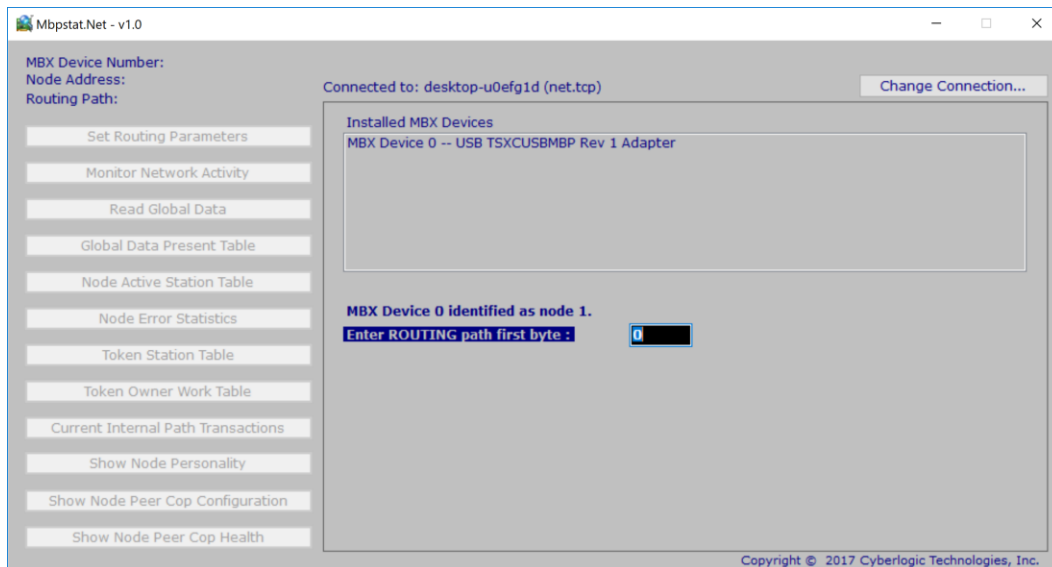 Mbpstat.Net - v1.0
MBX Device Number:
Node Address:
Routing Path:
Connected to: desktop-u0efg1d (net.tcp)
Change Connection...
Set Routing Parameters
Monitor Network Activity
Read Global Data
Global Data Present Table
Node Active Station Table
Node Error Statistics
Token Station Table
Token Owner Work Table
Current Internal Path Transactions
Show Node Personality
Show Node Peer Cop Configuration
Show Node Peer Cop Health
Installed MBX Devices
MBX Device 0 -- USB TSXCUSBMBP Rev 1 Adapter
MBX Device 0 identified as node 1.
Enter ROUTING path first byte : 0
Copyright © 2017 Cyberlogic Technologies, Inc.